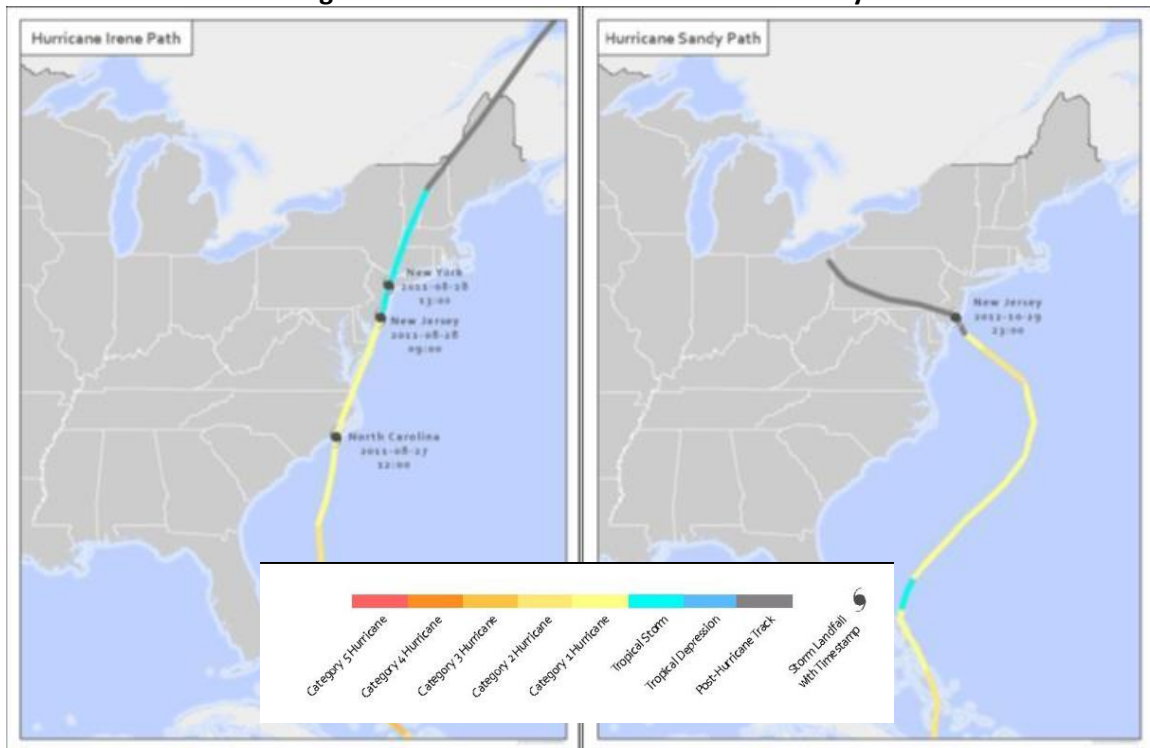 Hurricane Irene Path
New York
2011-08-28
13:00
New Jersey
2011-08-28
09:00
North Carolina
2011-08-27
12:00
Hurricane Sandy Path
New Jersey
2012-10-29
23:00
Category 5 Hurricane
Category 4 Hurricane
Category 3 Hurricane
Category 2 Hurricane
Category 1 Hurricane
Tropical Storm
Tropical Depression
Post-Hurricane Track
Storm Landfall
with Timestamp